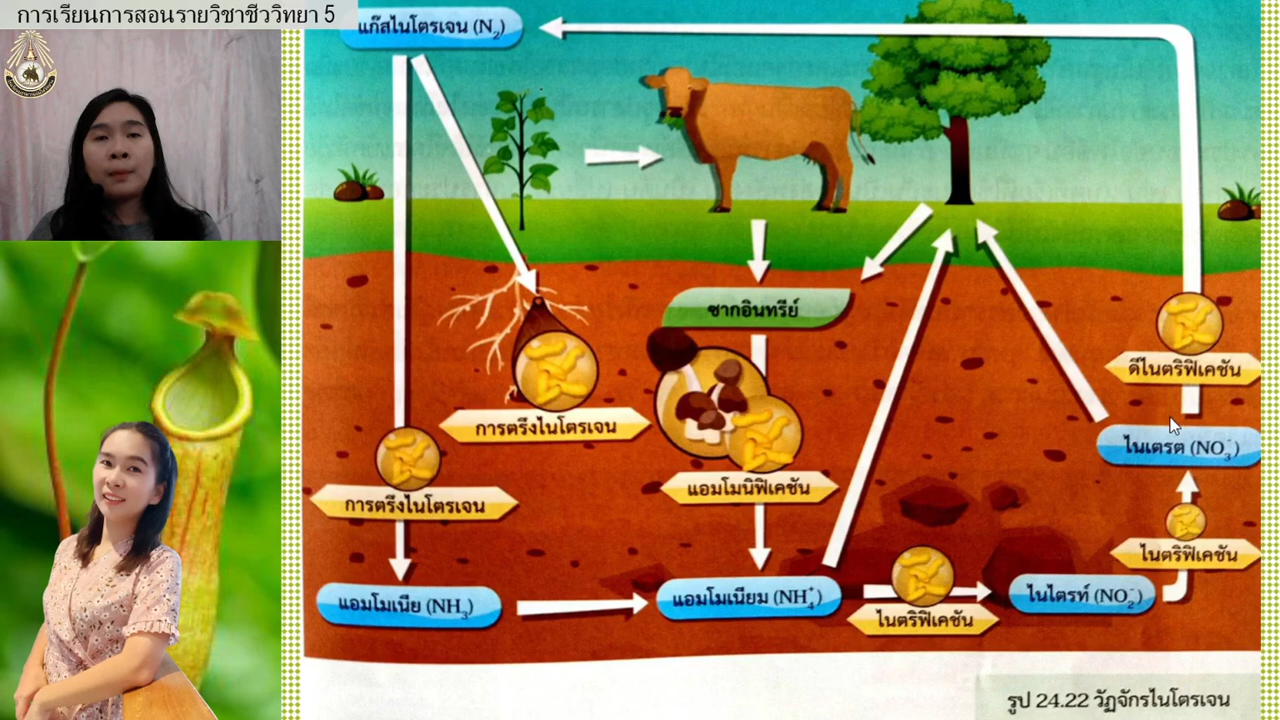 การเรียนการสอนรายวิชาชีววิทยา 5
แก๊สไนโตรเจน (N₂)
ซากอินทรีย์
ดีไนตริฟิเคชัน
การตรึงไนโตรเจน
ไนเตรต (NO₃⁻)
แอมโมนิฟิเคชัน
การตรึงไนโตรเจน
ไนตริฟิเคชัน
แอมโมเนีย (NH₃)
แอมโมเนียม (NH₄⁺)
ไนไตรท์ (NO₂⁻)
ไนตริฟิเคชัน
รูป 24.22 วัฏจักรไนโตรเจน